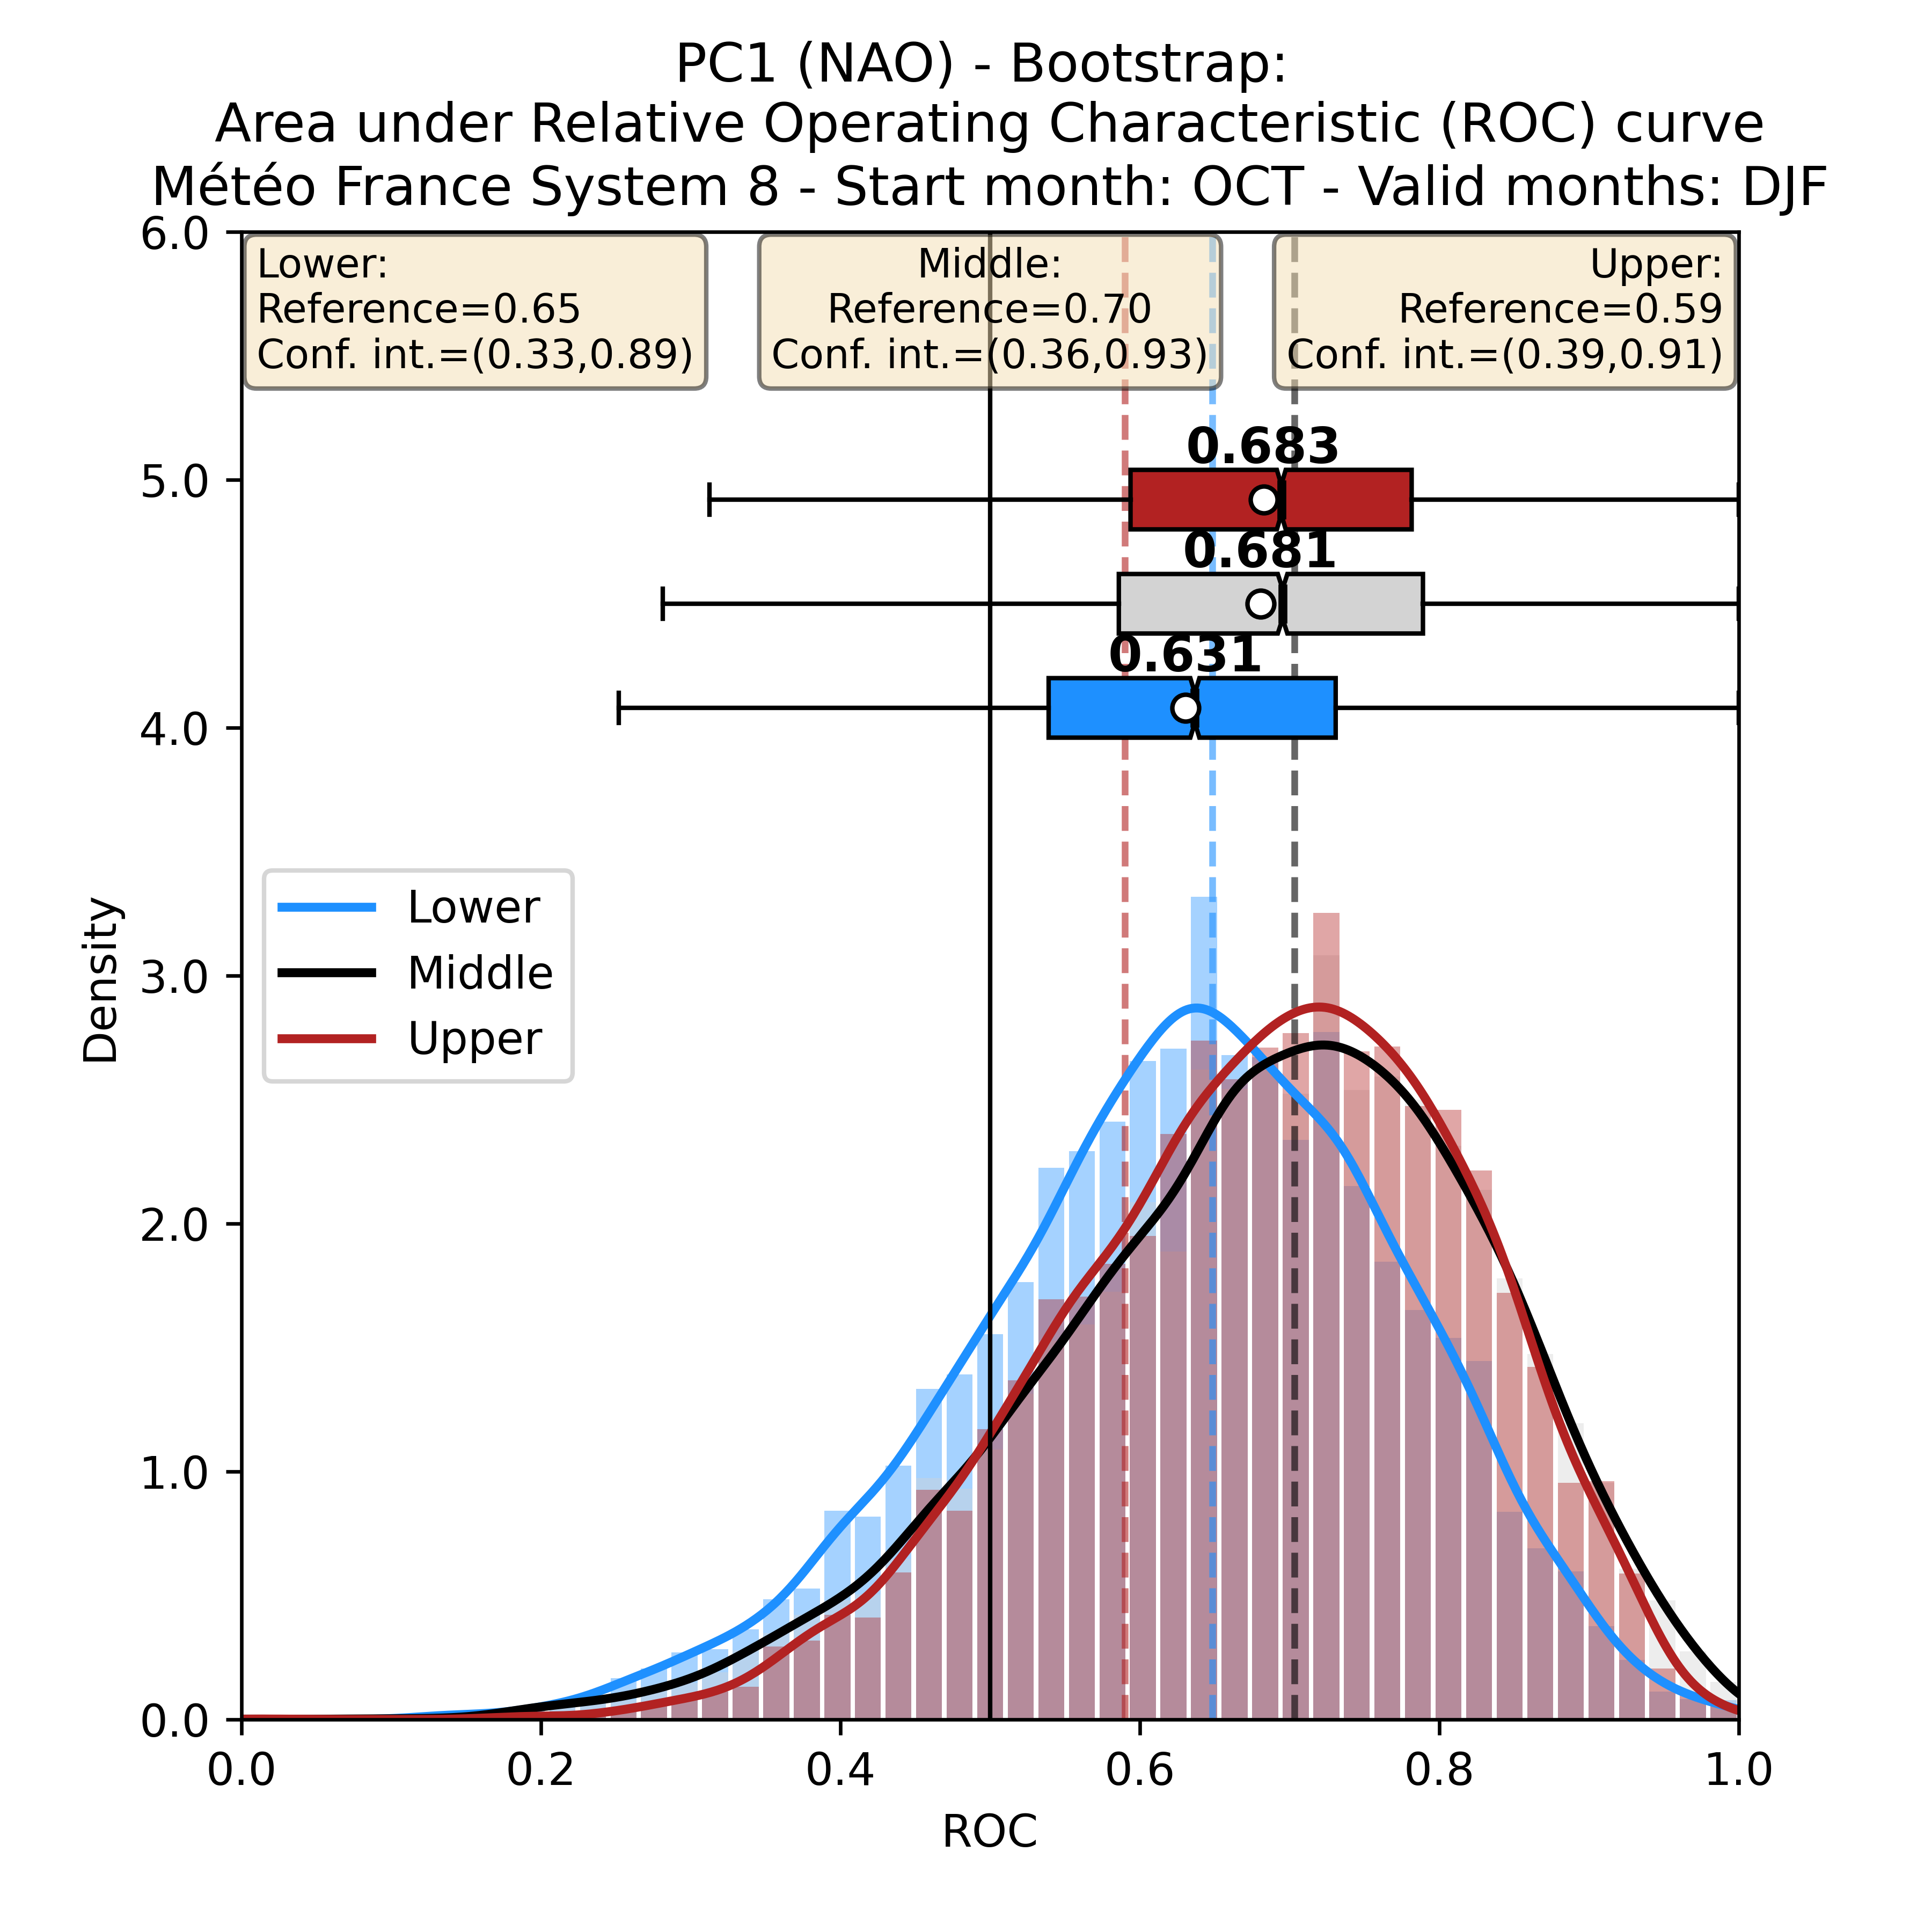 PC1 (NAO) - Bootstrap:
Area under Relative Operating Characteristic (ROC) curve
Météo France System 8 - Start month: OCT - Valid months: DJF
Lower:
Reference=0.65
Conf. int.=(0.33,0.89)
Middle:
Reference=0.70
Conf. int.=(0.36,0.93)
Upper:
Reference=0.59
Conf. int.=(0.39,0.91)
0.683
0.681
0.631
Lower
Middle
Upper
Density
6.0
5.0
4.0
3.0
2.0
1.0
0.0
0.0 0.2 0.4 0.6 0.8 1.0
ROC